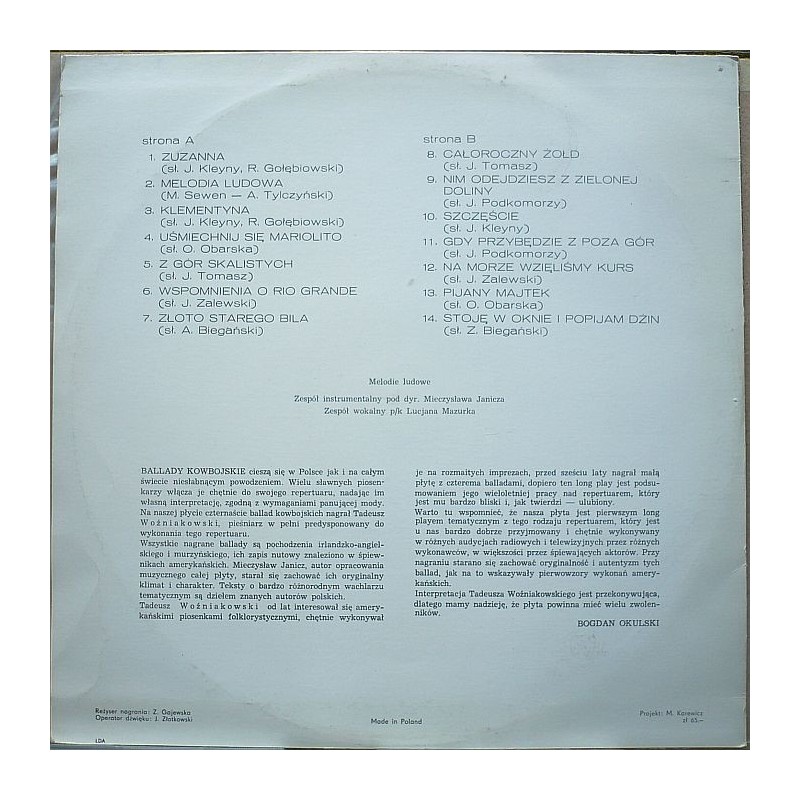 strona A
1. ZUZANNA
(sł. J. Kleyny, R. Gołębiowski)
2. MELODIA LUDOWA
(M. Sewen — A. Tylczyński)
3. KLEMENTYNA
(sł. J. Kleyny, R. Gołębiowski)
4. UŚMIECHNIJ SIĘ MARIOLITO
(sł. O. Obarska)
5. Z GÓR SKALISTYCH
(sł. J. Tomasz)
6. WSPOMNIENIA O RIO GRANDE
(sł. J. Zalewski)
7. ZŁOTO STAREGO BILA
(sł. A. Biegański)
strona B
8. CAŁOROCZNY ŻOŁD
(sł. J. Tomasz)
9. NIM ODEJDZIESZ Z ZIELONEJ
DOLINY
(sł. J. Podkomorzy)
10. SZCZĘŚCIE
(sł. J. Kleyny)
11. GDY PRZYBĘDZIE Z POZA GÓR
(sł. J. Podkomorzy)
12. NA MORZE WZIĘLIŚMY KURS
(sł. J. Zalewski)
13. PIJANY MAJTEK
(sł. O. Obarska)
14. STOJĘ W OKNIE I POPIJAM DŻIN
(sł. Z. Biegański)
Melodie ludowe
Zespół instrumentalny pod dyr. Mieczysława Janicza
Zespół wokalny p/k Lucjana Mazurka
BALLADY KOWBOJSKIE cieszą się w Polsce jak i na całym
świecie niesłabnącym powodzeniem. Wielu sławnych piosen-
karzy włącza je chętnie do swojego repertuaru, nadając im
własną interpretację, zgodną z wymaganiami panującej mody.
Na naszej płycie czternaście ballad kowbojskich nagrał Tadeusz
Woźniakowski, pieśniarz w pełni predysponowany do
wykonania tego repertuaru.
Wszystkie nagrane ballady są pochodzenia irlandzko-angiel-
skiego i murzyńskiego, ich zapis nutowy znaleziono w śpiew-
nikach amerykańskich. Mieczysław Janicz, autor opracowania
muzycznego całej płyty, starał się zachować ich oryginalny
klimat i charakter. Teksty o bardzo różnorodnym wachlarzu
tematycznym są dziełem znanych autorów polskich.
Tadeusz Woźniakowski od lat interesował się amery-
kańskimi piosenkami folklorystycznymi, chętnie wykonywał
je na rozmaitych imprezach, przed sześciu laty nagrał małą
płytę z czterema balladami, dopiero ten long play jest podsu-
mowaniem jego wieloletniej pracy nad repertuarem, który
jest mu bardzo bliski i, jak twierdzi — ulubiony.
Warto tu wspomnieć, że nasza płyta jest pierwszym long
playem tematycznym z tego rodzaju repertuarem, który jest
u nas bardzo dobrze przyjmowany i chętnie wykonywany
w różnych audycjach radiowych i telewizyjnych przez różnych
wykonawców, w większości przez śpiewających aktorów. Przy
nagraniu starano się zachować oryginalność i autentyzm tych
ballad, jak na to wskazywały pierwowzory wykonań amery-
kańskich.
Interpretacja Tadeusza Woźniakowskiego jest przekonywująca,
dlatego mamy nadzieję, że płyta powinna mieć wielu zwolen-
ników.
BOGDAN OKULSKI
Reżyser nagrania: Z. Gajewska
Operator dźwięku: J. Złotkowski
Made in Poland
Projekt: M. Karewicz
zł 65.—
LDA